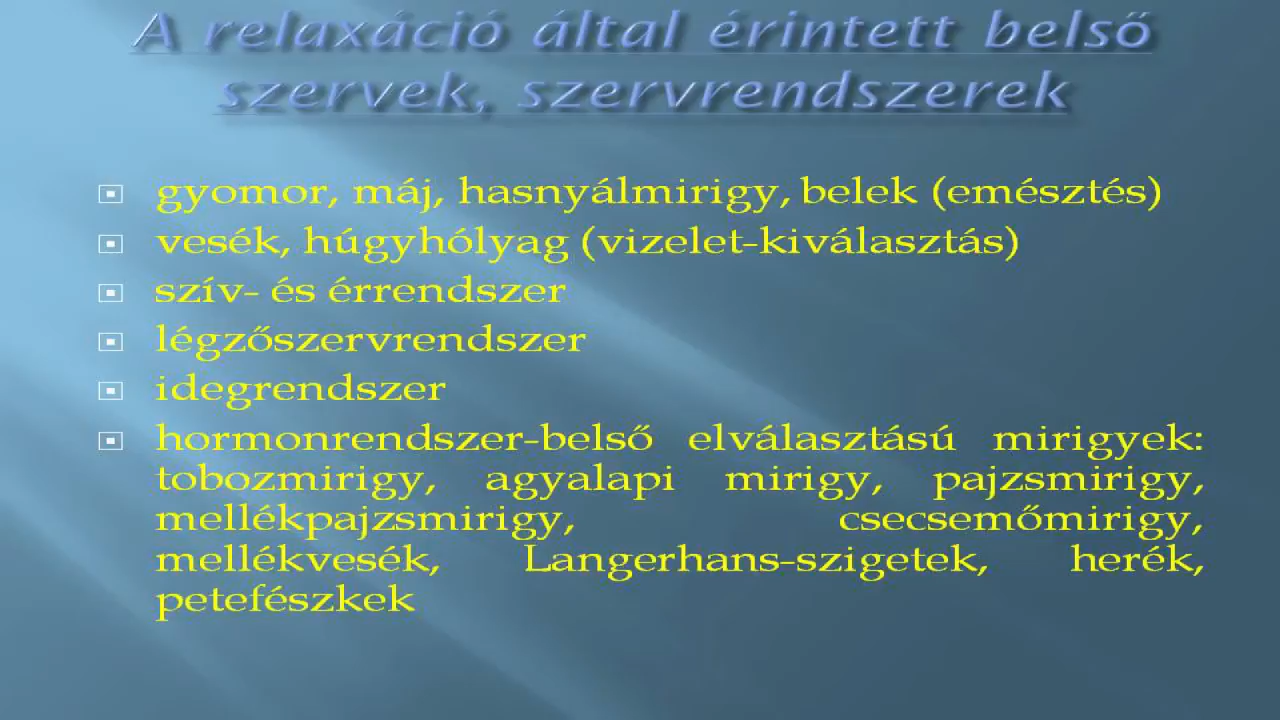 A relaxáció által érintett belső
szervek, szervrendszerek
gyomor, máj, hasnyálmirigy, belek (emésztés)
vesék, húgyhólyag (vizelet-kiválasztás)
szív- és érrendszer
légzőszervrendszer
idegrendszer
hormonrendszer-belső elválasztású mirigyek:
tobozmirigy, agyalapi mirigy, pajzsmirigy,
mellékpajzsmirigy, csecsemőmirigy,
mellékvesék, Langerhans-szigetek, herék,
petefészkek